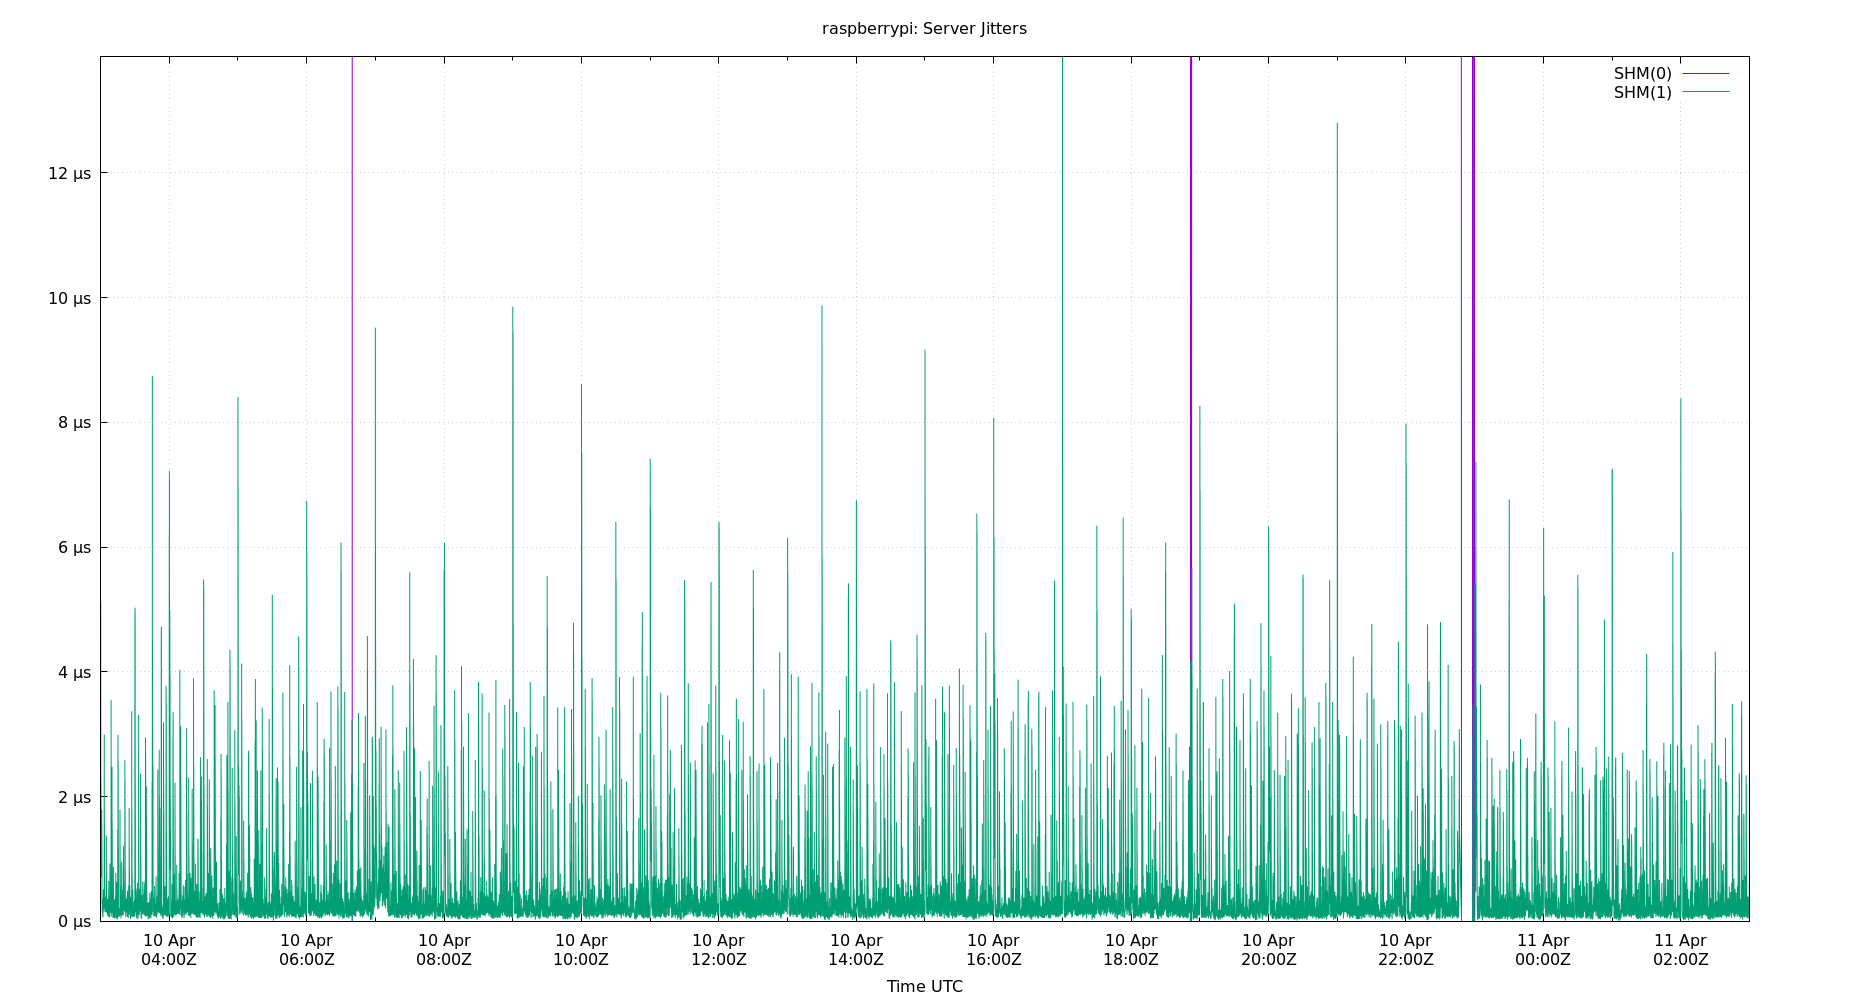 raspberrypi: Server Jitters
SHM(0)
SHM(1)
12 µs
10 µs
8 µs
6 µs
4 µs
2 µs
0 µs
10 Apr 10 Apr 10 Apr 10 Apr 10 Apr 10 Apr 10 Apr 10 Apr 10 Apr 10 Apr 11 Apr 11 Apr
04:00Z 06:00Z 08:00Z 10:00Z 12:00Z 14:00Z 16:00Z 18:00Z 20:00Z 22:00Z 00:00Z 02:00Z
Time UTC